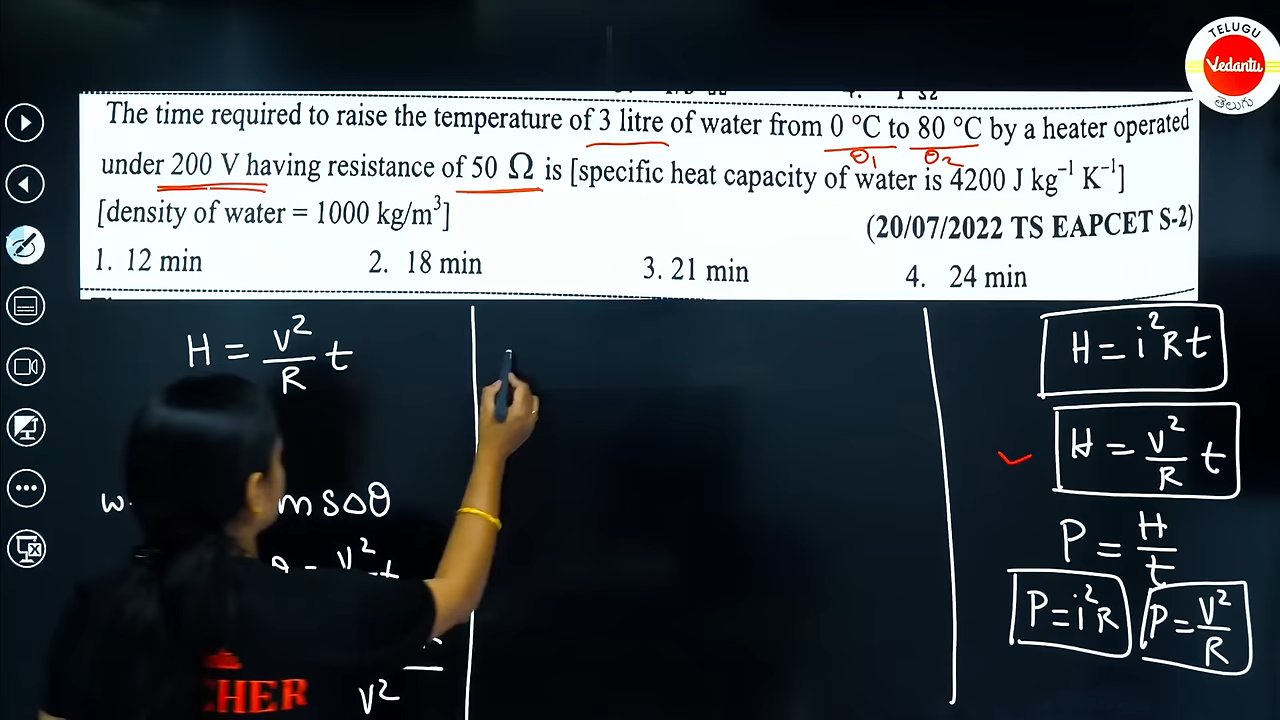 TELUGU
Vedantu
తెలుగు
The time required to raise the temperature of 3 litre of water from 0 °C to 80 °C by a heater operated
θ1 θ2
under 200 V having resistance of 50 Ω is [specific heat capacity of water is 4200 J kg⁻¹ K⁻¹]
[density of water = 1000 kg/m³]
(20/07/2022 TS EAPCET S-2)
1. 12 min 2. 18 min 3. 21 min 4. 24 min
H = V²/R t
msΔθ
= V² t
V²
H = i²Rt
H = V²/R t
P = H/t
P = i²R
P = V²/R